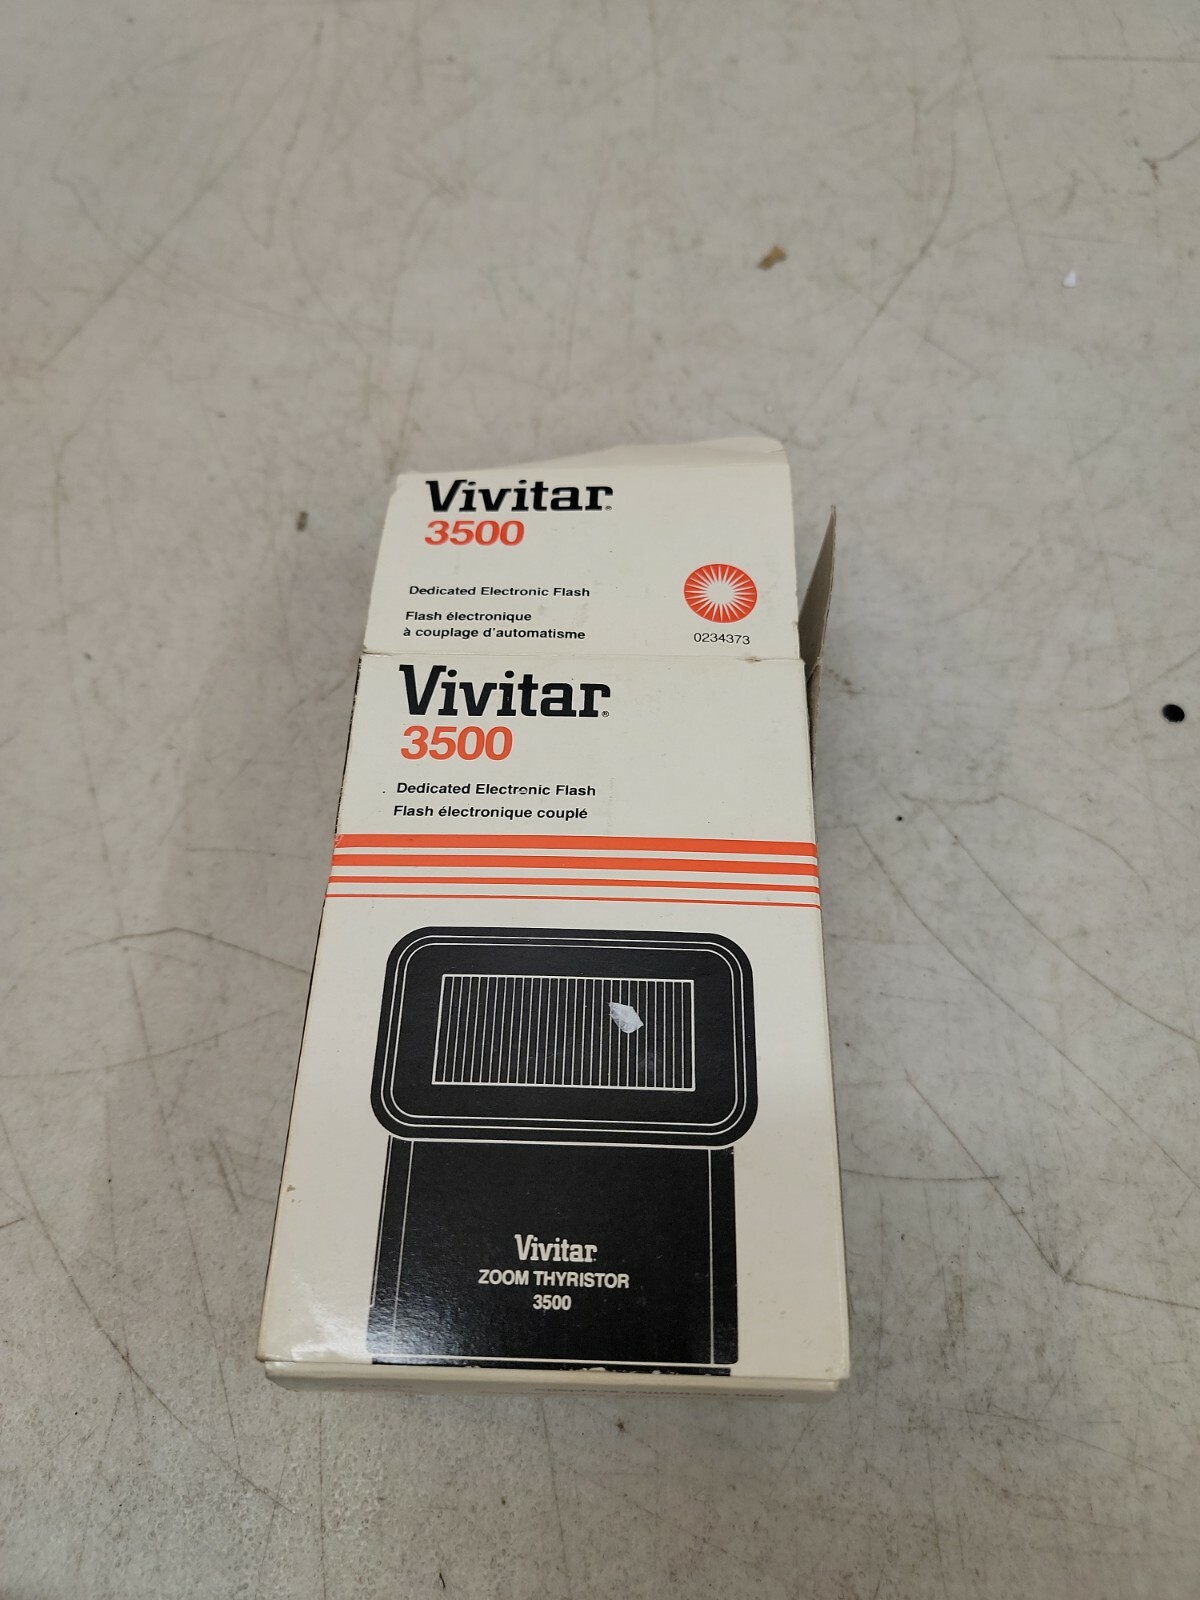 Vivitar®
3500
Dedicated Electronic Flash
Flash électronique
à couplage d'automatisme
0234373
Vivitar®
3500
Dedicated Electronic Flash
Flash électronique couplé
Vivitar
ZOOM THYRISTOR
3500